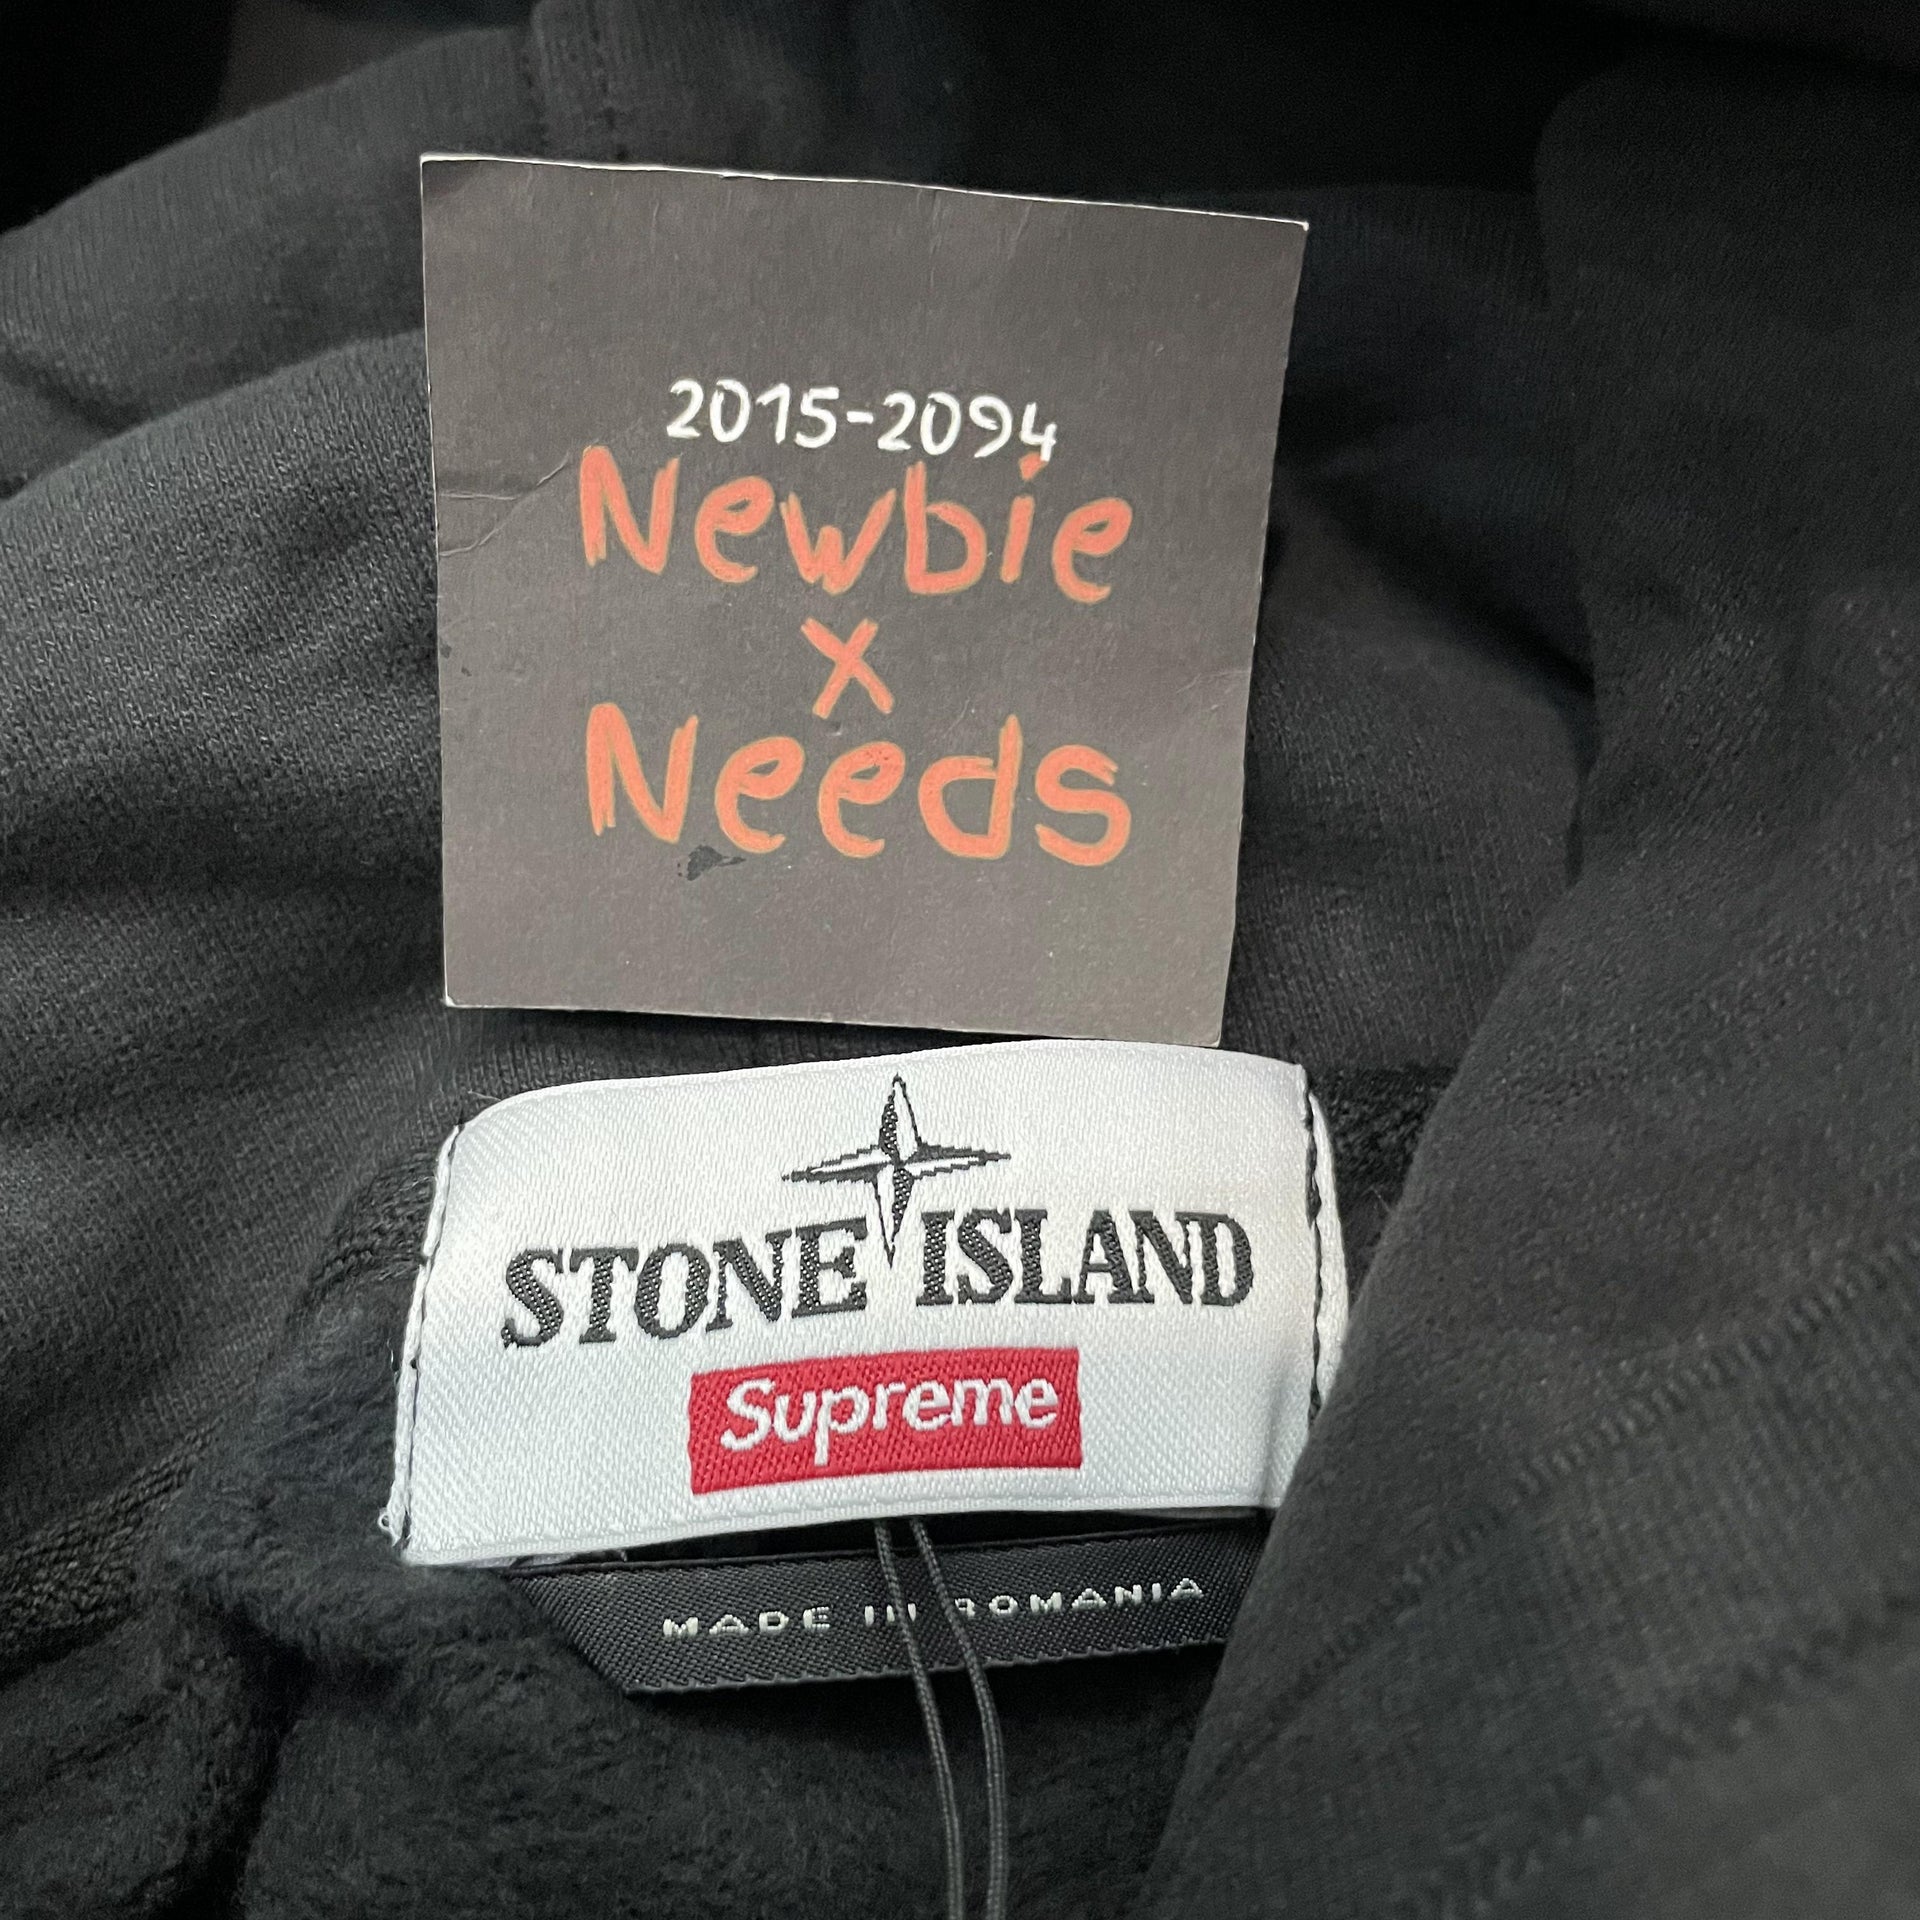 2015-2094
Newbie
x
Needs
STONE ISLAND
Supreme
MADE IN ROMANIA